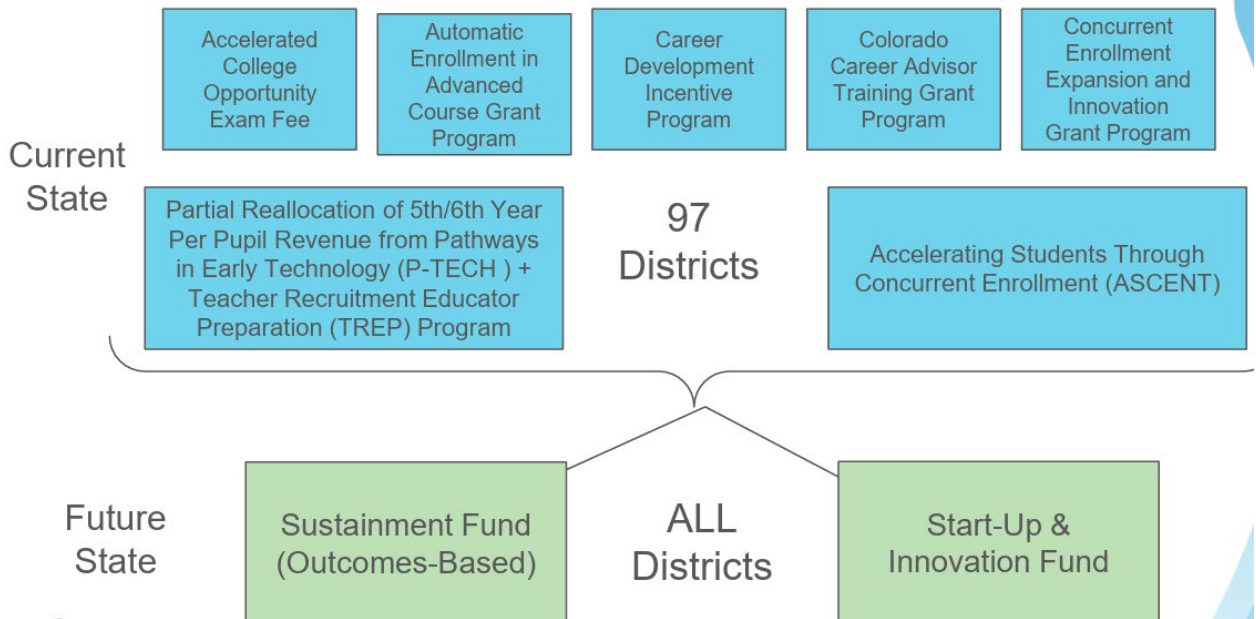 Accelerated
College
Opportunity
Exam Fee
Automatic
Enrollment in
Advanced
Course Grant
Program
Career
Development
Incentive
Program
Colorado
Career Advisor
Training Grant
Program
Concurrent
Enrollment
Expansion and
Innovation
Grant Program
Current
State
Partial Reallocation of 5th/6th Year
Per Pupil Revenue from Pathways
in Early Technology (P-TECH ) +
Teacher Recruitment Educator
Preparation (TREP) Program
97
Districts
Accelerating Students Through
Concurrent Enrollment (ASCENT)
Future
State
Sustainment Fund
(Outcomes-Based)
ALL
Districts
Start-Up &
Innovation Fund